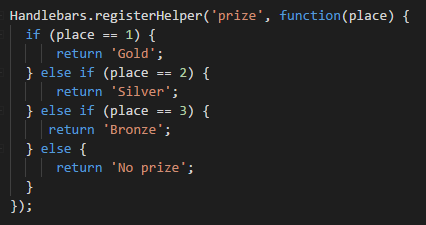 Handlebars.registerHelper('prize', function(place) {
  if (place == 1) {
      return 'Gold';
  } else if (place == 2) {
      return 'Silver';
  } else if (place == 3) {
     return 'Bronze';
  } else {
      return 'No prize';
  }
});